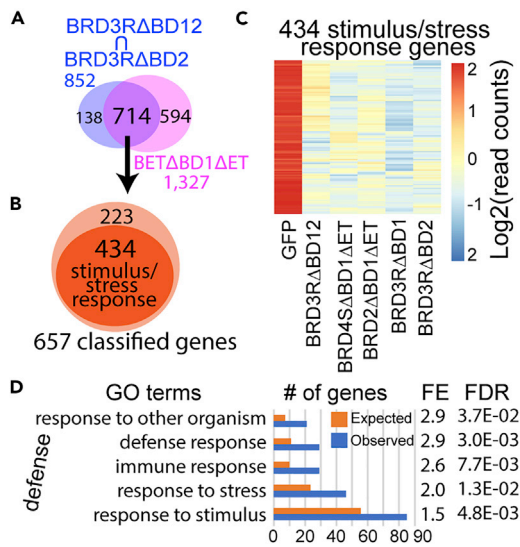 A
BRD3RΔBD12
∩
BRD3RΔBD2
852
138
714
594
BETΔBD1ΔET
1,327
B
223
434
stimulus/
stress
response
657 classified genes
C
434 stimulus/stress
response genes
2
1
0
-1
2
Log2(read counts)
GFP
BRD3RΔBD12
BRD4SΔBD1ΔET
BRD2ΔBD1ΔET
BRD3RΔBD1
BRD3RΔBD2
D
GO terms
# of genes
FE
FDR
defense
response to other organism
Expected
2.9
3.7E-02
defense response
Observed
2.9
3.0E-03
immune response
2.6
7.7E-03
response to stress
2.0
1.3E-02
response to stimulus
1.5
4.8E-03
0 20 40 60 80 90